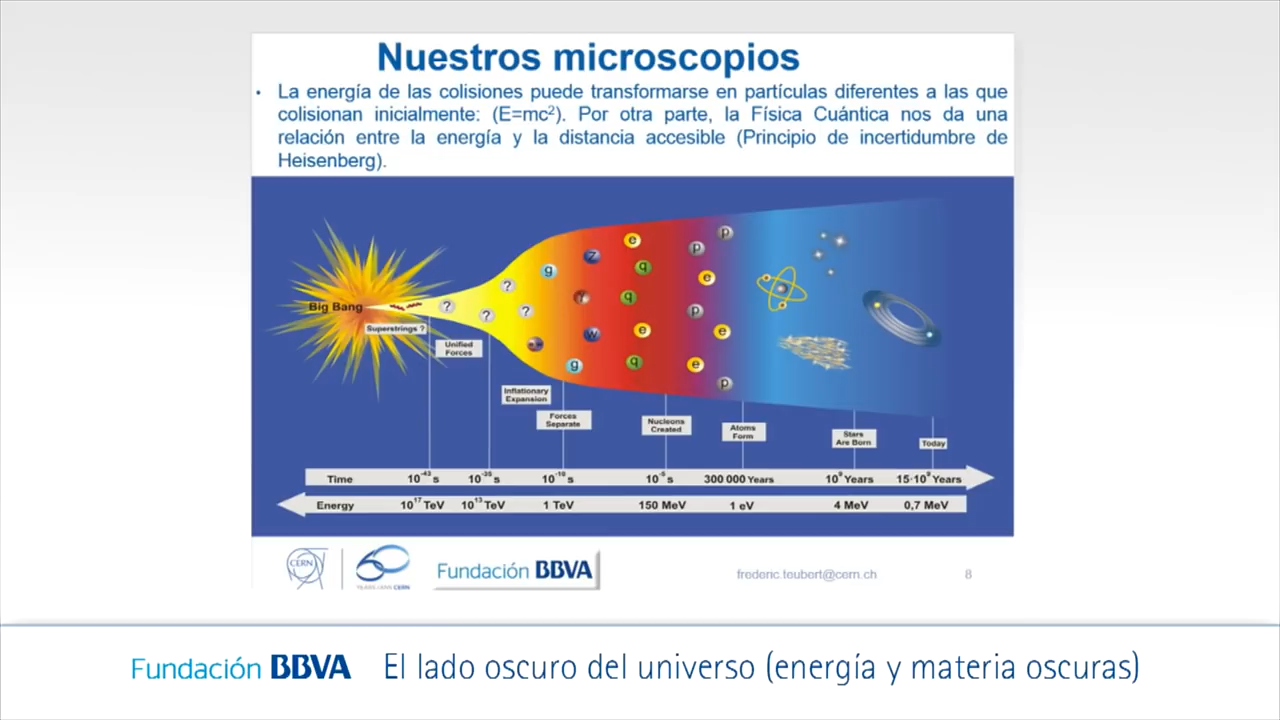 Nuestros microscopios
• La energía de las colisiones puede transformarse en partículas diferentes a las que
colisionan inicialmente: (E=mc²). Por otra parte, la Física Cuántica nos da una
relación entre la energía y la distancia accesible (Principio de incertidumbre de
Heisenberg).
Big Bang
Superstrings ?
Unified
Forces
Inflationary
Expansion
Forces
Separate
Nucleons
Created
Atoms
Form
Stars
Are Born
Today
? ? ? ?
g Z e p p
q e
q p
W e e
g q e p
Time 10⁻⁴³ s 10⁻³⁵ s 10⁻¹⁰ s 10⁻⁵ s 300 000 Years 10⁹ Years 15·10⁹ Years
Energy 10¹⁷ TeV 10¹³ TeV 1 TeV 150 MeV 1 eV 4 MeV 0,7 MeV
CERN
60
CERN
Fundación BBVA
frederic.teubert@cern.ch
8
Fundación BBVA El lado oscuro del universo (energía y materia oscuras)